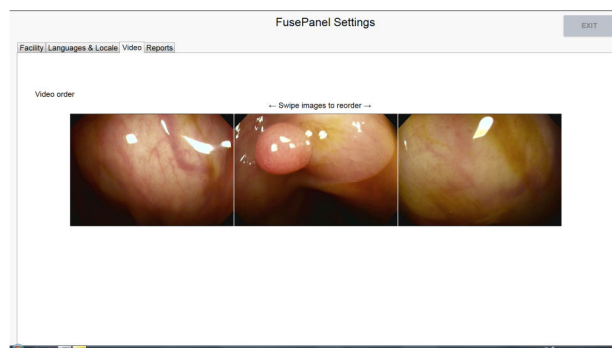 FusePanel Settings
EXIT
Facility Languages & Locale Video Reports
Video order
← Swipe images to reorder →